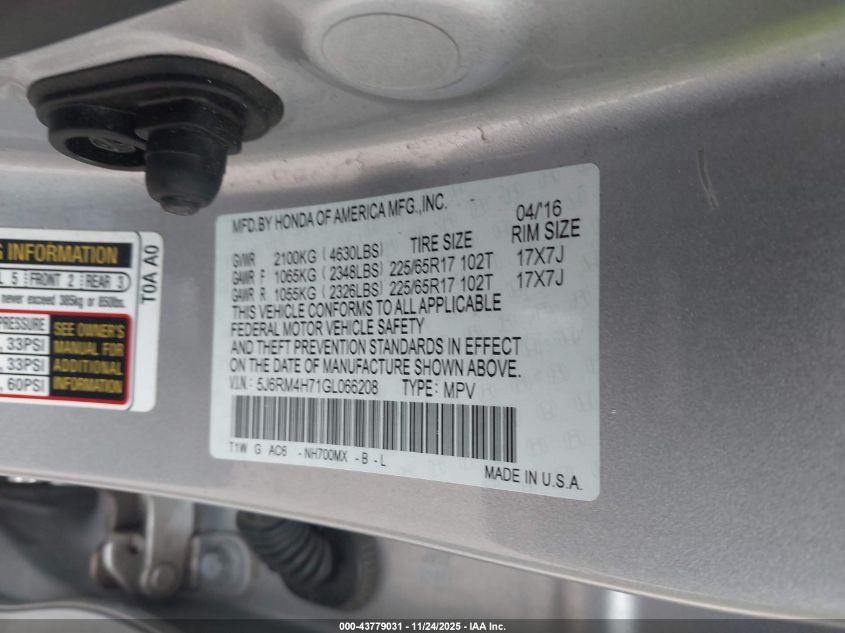 MFD.BY HONDA OF AMERICA MFG.,INC.
04/'16
TIRE SIZE RIM SIZE
GVWR 2100KG ( 4630LBS)
GAWR F 1065KG ( 2348LBS) 225/65R17 102T 17X7J
GAWR R 1055KG ( 2326LBS) 225/65R17 102T 17X7J
THIS VEHICLE CONFORMS TO ALL APPLICABLE
FEDERAL MOTOR VEHICLE SAFETY
AND THEFT PREVENTION STANDARDS IN EFFECT
ON THE DATE OF MANUFACTURE SHOWN ABOVE.
V.I.N: 5J6RM4H71GL066208 TYPE: MPV
T1W G AC6 - NH700MX - B - L
MADE IN U.S.A.
INFORMATION
5 FRONT 2 REAR 3
never exceed 385kg or 850lbs.
PRESSURE
33PSI
33PSI
60PSI
SEE OWNER'S
MANUAL FOR
ADDITIONAL
INFORMATION
T0A A0
000-43779031 - 11/24/2025 - IAA Inc.